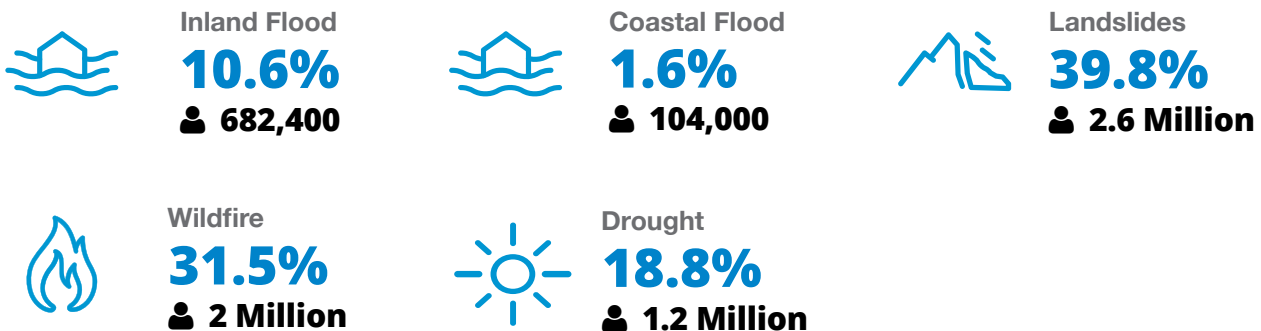 Inland Flood
10.6%
682,400
Coastal Flood
1.6%
104,000
Landslides
39.8%
2.6 Million
Wildfire
31.5%
2 Million
Drought
18.8%
1.2 Million